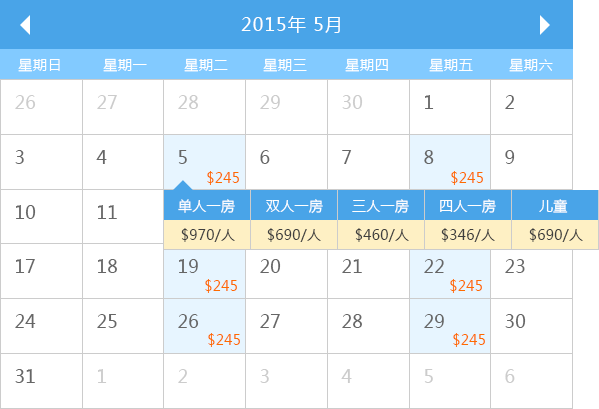 2015年 5月
星期日 星期一 星期二 星期三 星期四 星期五 星期六
26 27 28 29 30 1 2
3 4 5 6 7 8 9
$245 $245
单人一房 双人一房 三人一房 四人一房 儿童
10 11
$970/人 $690/人 $460/人 $346/人 $690/人
17 18 19 20 21 22 23
$245 $245
24 25 26 27 28 29 30
$245 $245
31 1 2 3 4 5 6